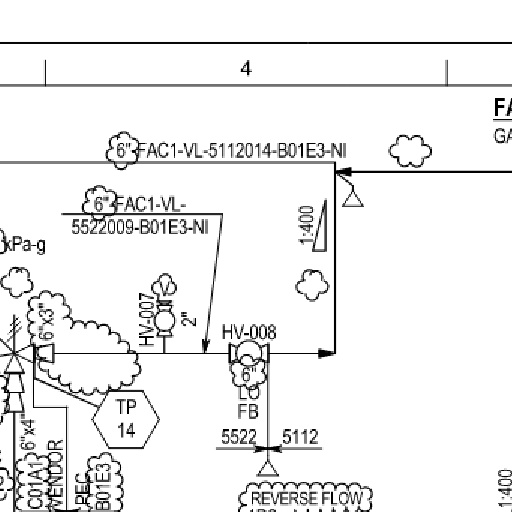 4
FA
GA
6"-FAC1-VL-5112014-B01E3-NI
6"-FAC1-VL-
5522009-B01E3-NI
1:400
kPa-g
HV-007
2"
6"x3"
HV-008
6"
LO
FB
TP
14
5522
5112
6"x4"
C01A1
VENDOR
B01E3
REVERSE FLOW
1:400